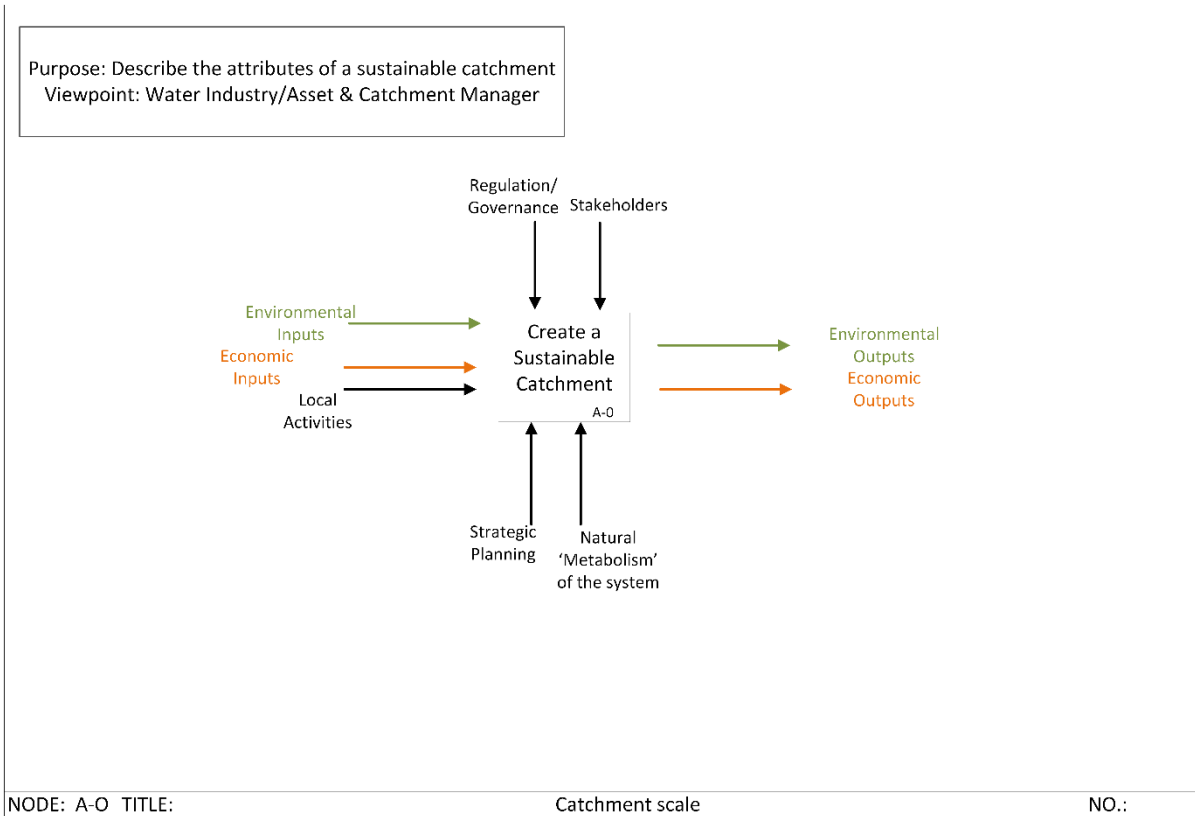 Purpose: Describe the attributes of a sustainable catchment
Viewpoint: Water Industry/Asset & Catchment Manager
Regulation/
Governance
Stakeholders
Environmental
Inputs
Economic
Inputs
Local
Activities
Create a
Sustainable
Catchment
A-0
Environmental
Outputs
Economic
Outputs
Strategic
Planning
Natural
‘Metabolism’
of the system
NODE: A-O TITLE: Catchment scale NO.: